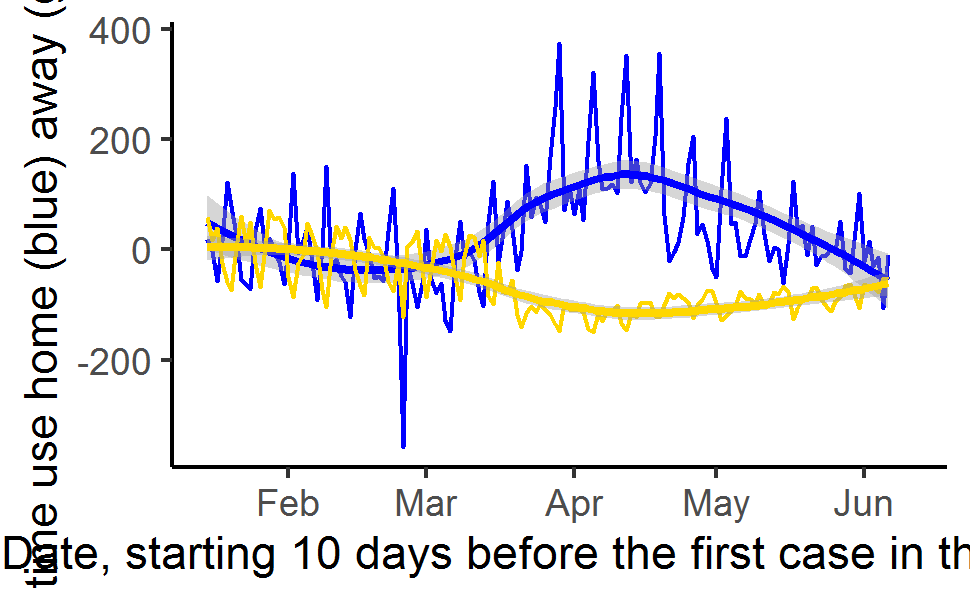 time use home (blue) away (
400
200
0
-200
Feb Mar Apr May Jun
Date, starting 10 days before the first case in th